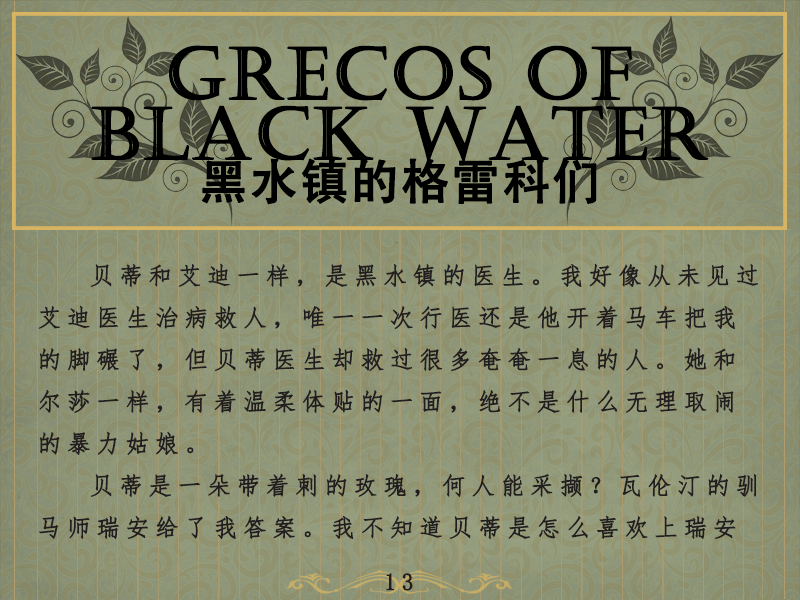 GRECOS OF
BLACK WATER
黑水镇的格雷科们
贝蒂和艾迪一样，是黑水镇的医生。我好像从未见过
艾迪医生治病救人，唯一一次行医还是他开着马车把我
的脚碾了，但贝蒂医生却救过很多奄奄一息的人。她和
尔莎一样，有着温柔体贴的一面，绝不是什么无理取闹
的暴力姑娘。
贝蒂是一朵带着刺的玫瑰，何人能采撷？瓦伦汀的驯
马师瑞安给了我答案。我不知道贝蒂是怎么喜欢上瑞安
13